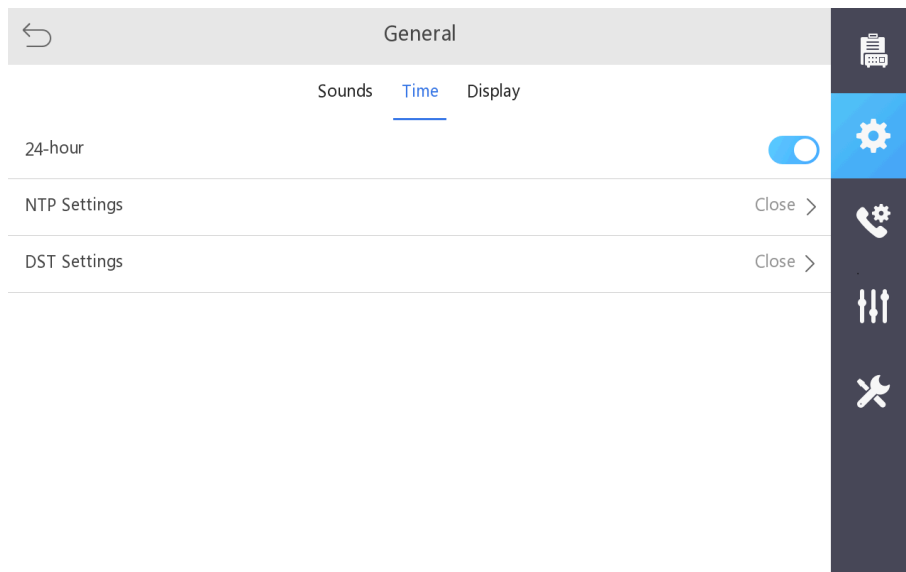 General
Sounds Time Display
24-hour
NTP Settings Close
DST Settings Close